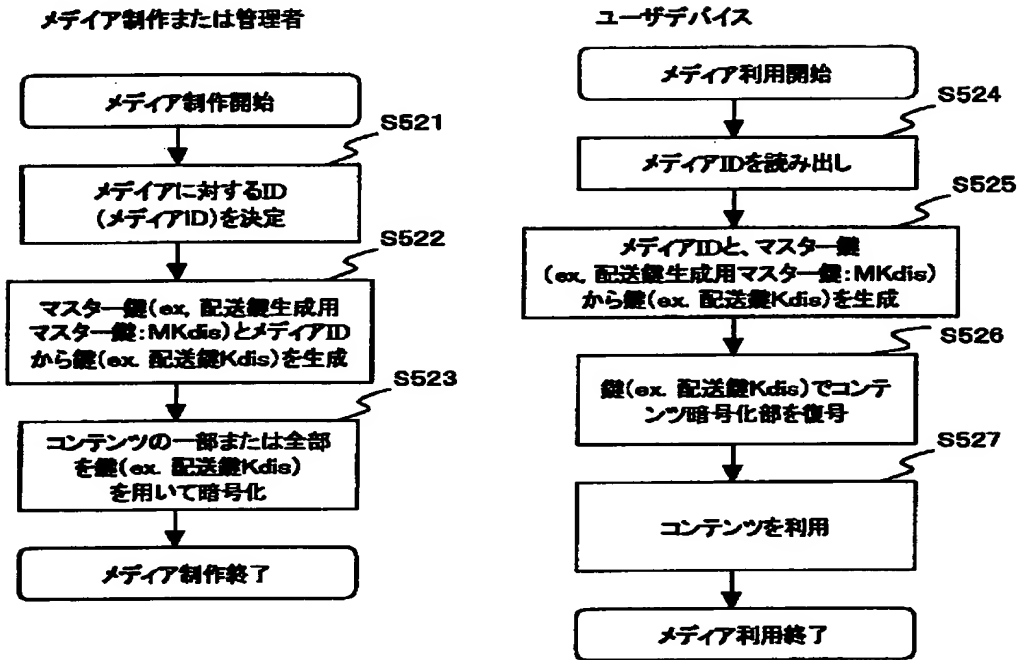 メデイア制作または管理者
メディア制作開始
S521
メデイアに対するID
(メディアID)を決定
S522
マスター鍵(ex, 配送鍵生成用
マスター鍵:MKdis)とメディアID
から鍵(ex. 配送鍵Kdis)を生成
S523
コンテンツの一部または全部
を鍵(ex. 配送鍵Kdis)
を用いて暗号化
メディア制作終了
ユーザデバイス
メディア利用開始
S524
メディアIDを読み出し
S525
メディアIDと、マスター鍵
(ex, 配送鍵生成用マスター鍵:MKdis)
から鍵(ex. 配送鍵Kdis)を生成
S526
鍵(ex. 配送鍵Kdis)でコンテ
ンツ暗号化部を復号
S527
コンテンツを利用
メディア利用終了